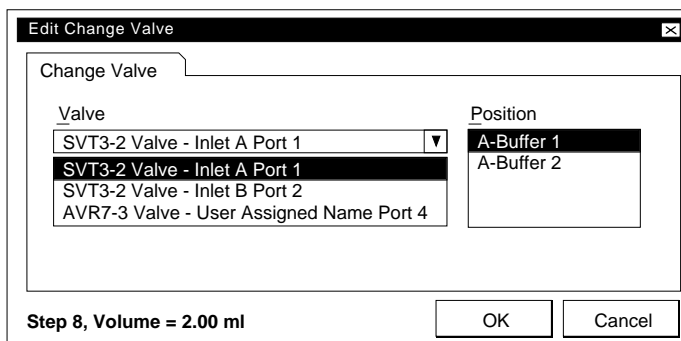 Edit Change Valve
Change Valve
Valve
Position
SVT3-2 Valve - Inlet A Port 1
A-Buffer 1
SVT3-2 Valve - Inlet A Port 1
A-Buffer 2
SVT3-2 Valve - Inlet B Port 2
AVR7-3 Valve - User Assigned Name Port 4
Step 8, Volume = 2.00 ml
OK
Cancel